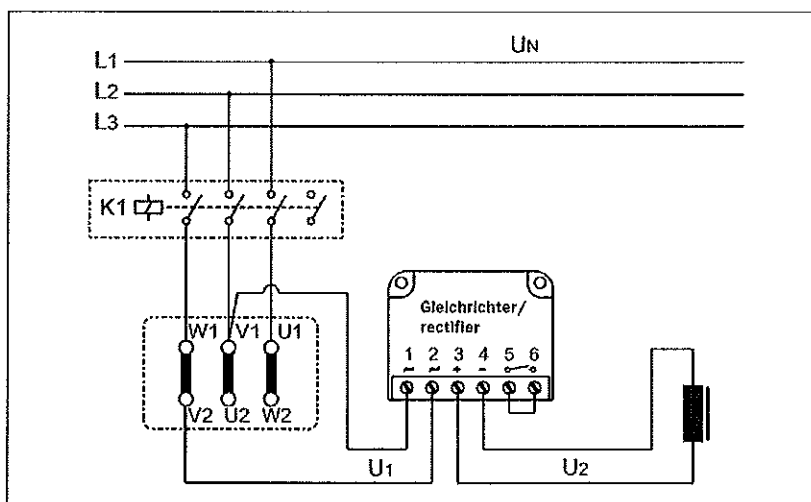 UN
L1
L2
L3
K1
Gleichrichter/
rectifier
W1 V1 U1
1 2 3 4 5 6
~ ~ + -
V2 U2 W2
U1
U2